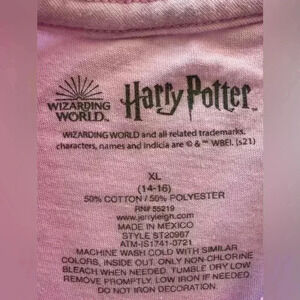 WIZARDING
WORLD.
Harry Potter™
WIZARDING WORLD and all related trademarks,
characters, names and indicia are © & ™ WBEI. (s21)
XL
(14-16)
50% COTTON / 50% POLYESTER
RN# 55219
www.jerryleigh.com
MADE IN MEXICO
STYLE ST20967
ATM-IS1741-0721
MACHINE WASH COLD WITH SIMILAR
COLORS, INSIDE OUT. ONLY NON-CHLORINE
BLEACH WHEN NEEDED. TUMBLE DRY LOW.
REMOVE PROMPTLY, LOW IRON IF NEEDED.
DO NOT IRON DECORATION.